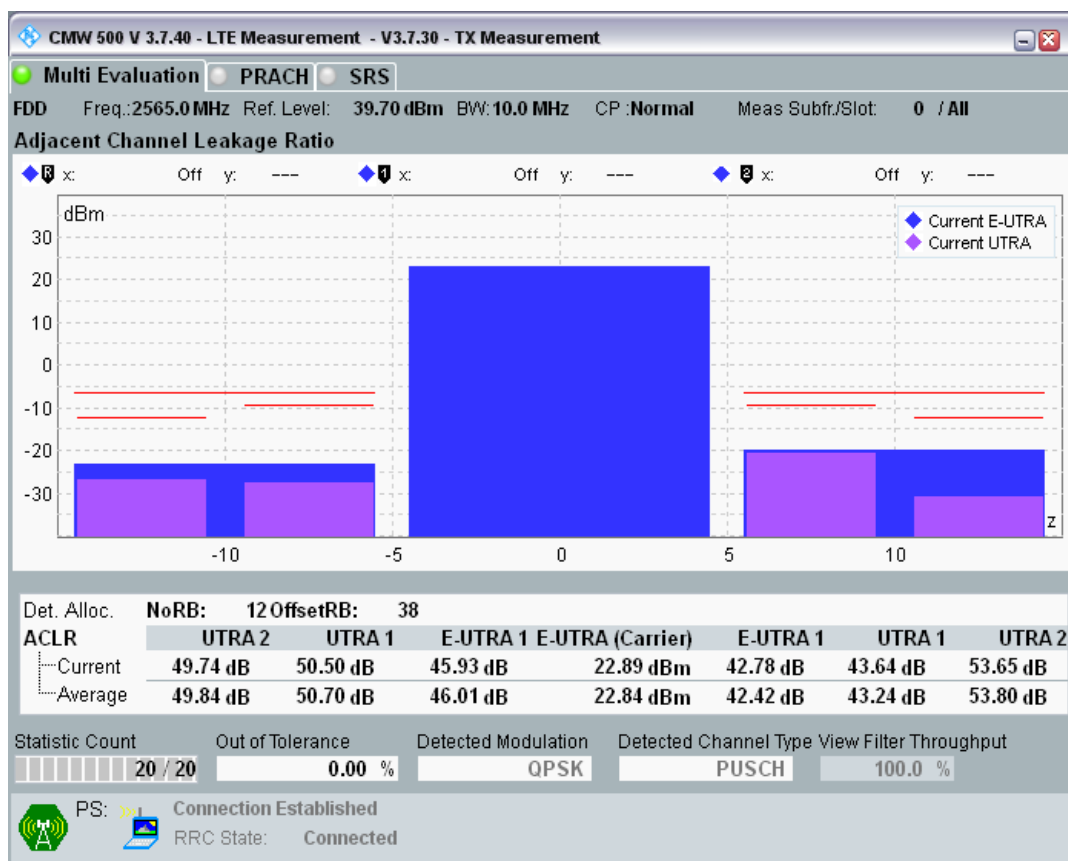 CMW 500 V 3.7.40 - LTE Measurement - V3.7.30 - TX Measurement
Multi Evaluation PRACH SRS
FDD Freq.:2565.0 MHz Ref. Level: 39.70 dBm BW: 10.0 MHz CP :Normal Meas Subfr./Slot: 0 / All
Adjacent Channel Leakage Ratio
R x: Off y: --- 1 x: Off y: --- 2 x: Off y: ---
dBm
Current E-UTRA
Current UTRA
30
20
10
0
-10
-20
-30
z
-10 -5 0 5 10
Det. Alloc. NoRB: 12 OffsetRB: 38
ACLR UTRA 2 UTRA 1 E-UTRA 1 E-UTRA (Carrier) E-UTRA 1 UTRA 1 UTRA 2
Current 49.74 dB 50.50 dB 45.93 dB 22.89 dBm 42.78 dB 43.64 dB 53.65 dB
Average 49.84 dB 50.70 dB 46.01 dB 22.84 dBm 42.42 dB 43.24 dB 53.80 dB
Statistic Count Out of Tolerance Detected Modulation Detected Channel Type View Filter Throughput
20 / 20 0.00 % QPSK PUSCH 100.0 %
PS: Connection Established
RRC State: Connected